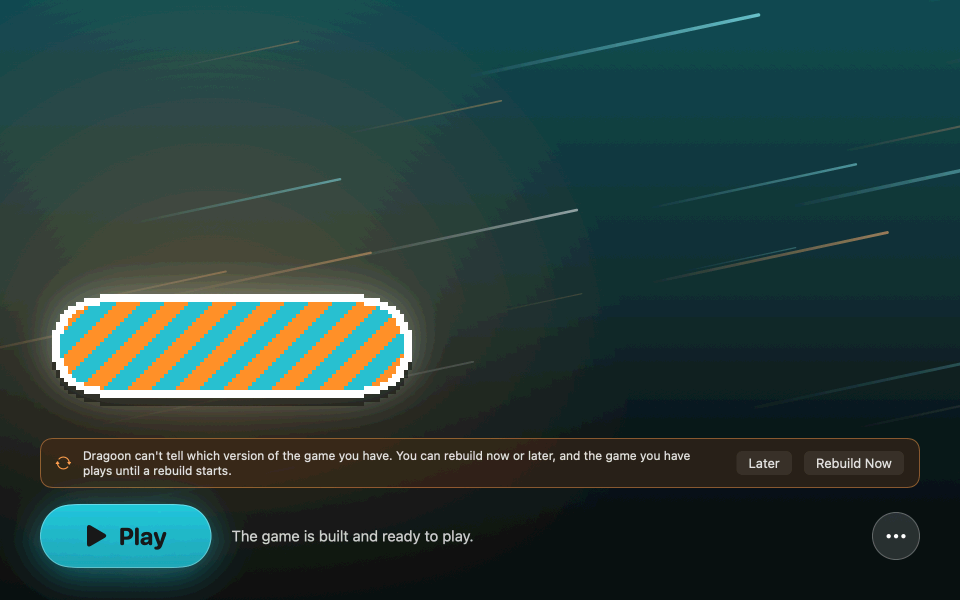 Dragoon can't tell which version of the game you have. You can rebuild now or later, and the game you have
plays until a rebuild starts.
Later
Rebuild Now
Play
The game is built and ready to play.